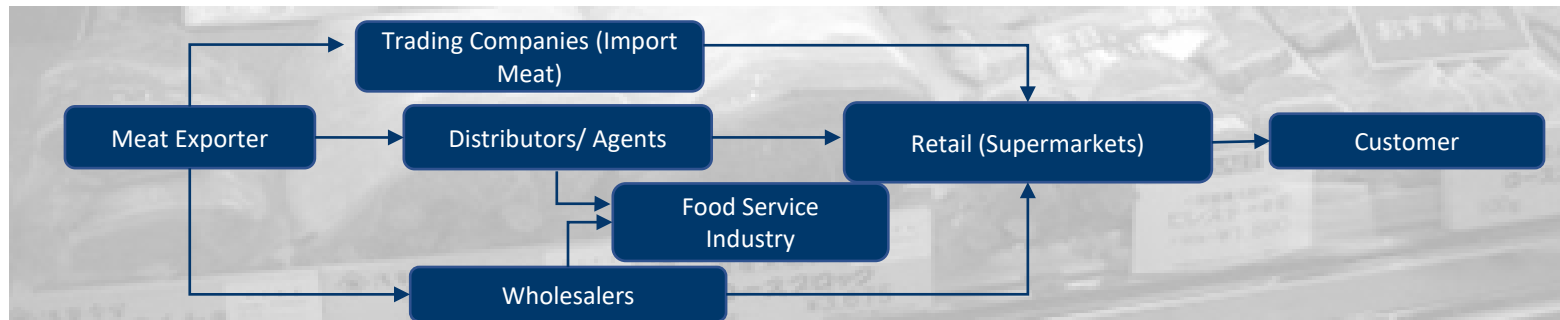 Trading Companies (Import
Meat)
Meat Exporter
Distributors/ Agents
Retail (Supermarkets)
Customer
Food Service
Industry
Wholesalers